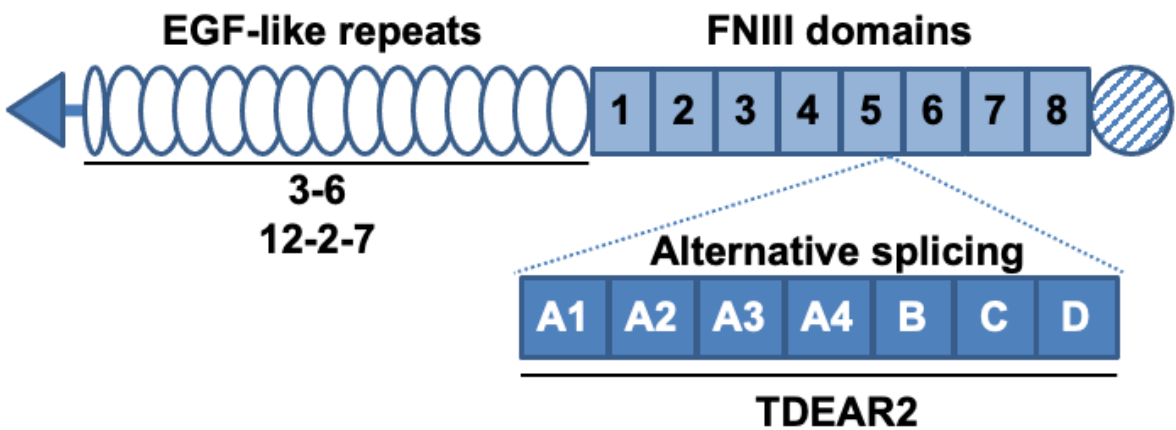 EGF-like repeats FNIII domains
1 2 3 4 5 6 7 8
3-6
12-2-7
Alternative splicing
A1 A2 A3 A4 B C D
TDEAR2